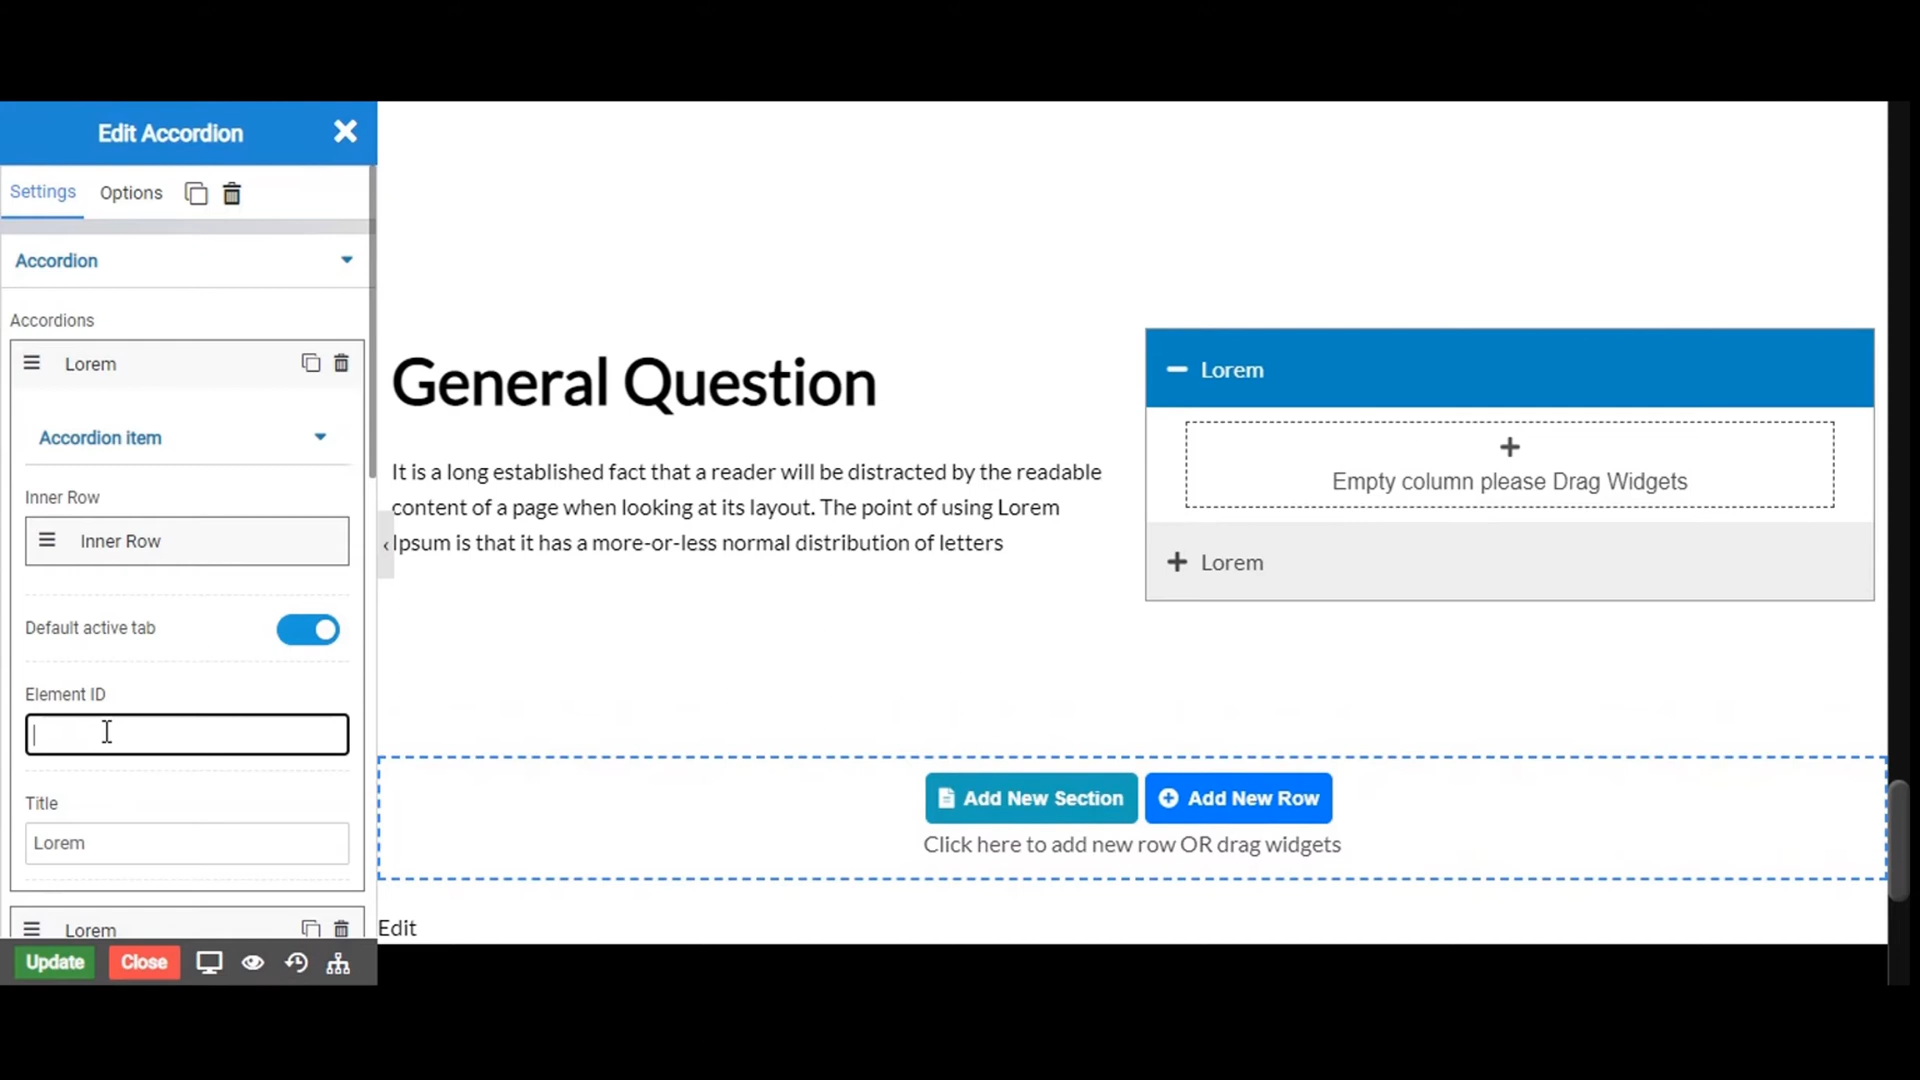 Edit Accordion
Settings Options
Accordion
Accordions
Lorem
Accordion item
Inner Row
Inner Row
Default active tab
Element ID
Title
Lorem
Lorem
Update Close
General Question
It is a long established fact that a reader will be distracted by the readable
content of a page when looking at its layout. The point of using Lorem
Ipsum is that it has a more-or-less normal distribution of letters
Lorem
Empty column please Drag Widgets
Lorem
Add New Section Add New Row
Click here to add new row OR drag widgets
Edit